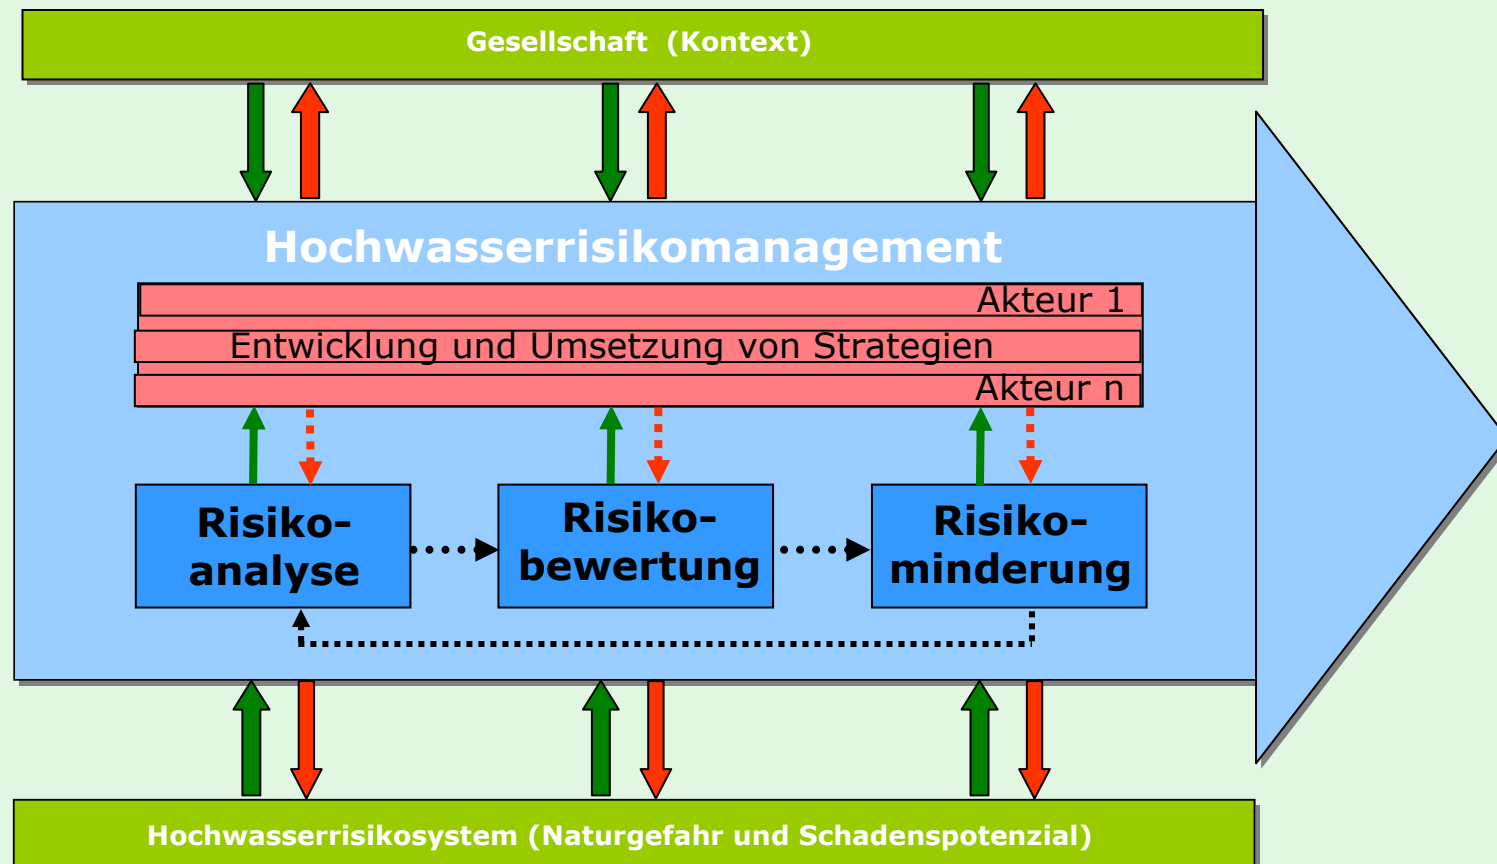 Gesellschaft (Kontext)
Hochwasserrisikomanagement
Akteur 1
Entwicklung und Umsetzung von Strategien
Akteur n
Risiko-
analyse
Risiko-
bewertung
Risiko-
minderung
Hochwasserrisikosystem (Naturgefahr und Schadenspotenzial)